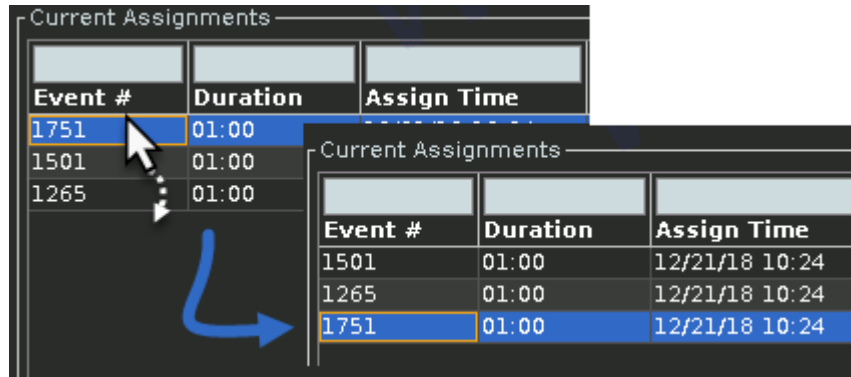 Current Assignments
Event # Duration Assign Time
1751 01:00
1501 01:00
1265 01:00
Current Assignments
Event # Duration Assign Time
1501 01:00 12/21/18 10:24
1265 01:00 12/21/18 10:24
1751 01:00 12/21/18 10:24